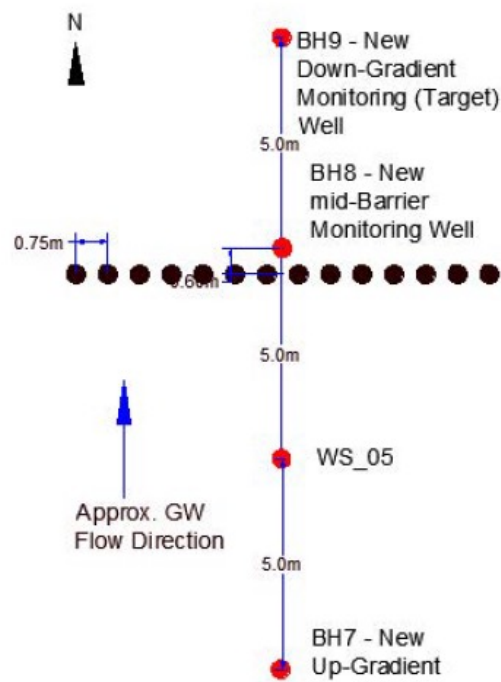 N
BH9 - New
Down-Gradient
Monitoring (Target)
Well
5.0m
BH8 - New
mid-Barrier
Monitoring Well
0.75m
0.60m
5.0m
WS_05
Approx. GW
Flow Direction
5.0m
BH7 - New
Up-Gradient